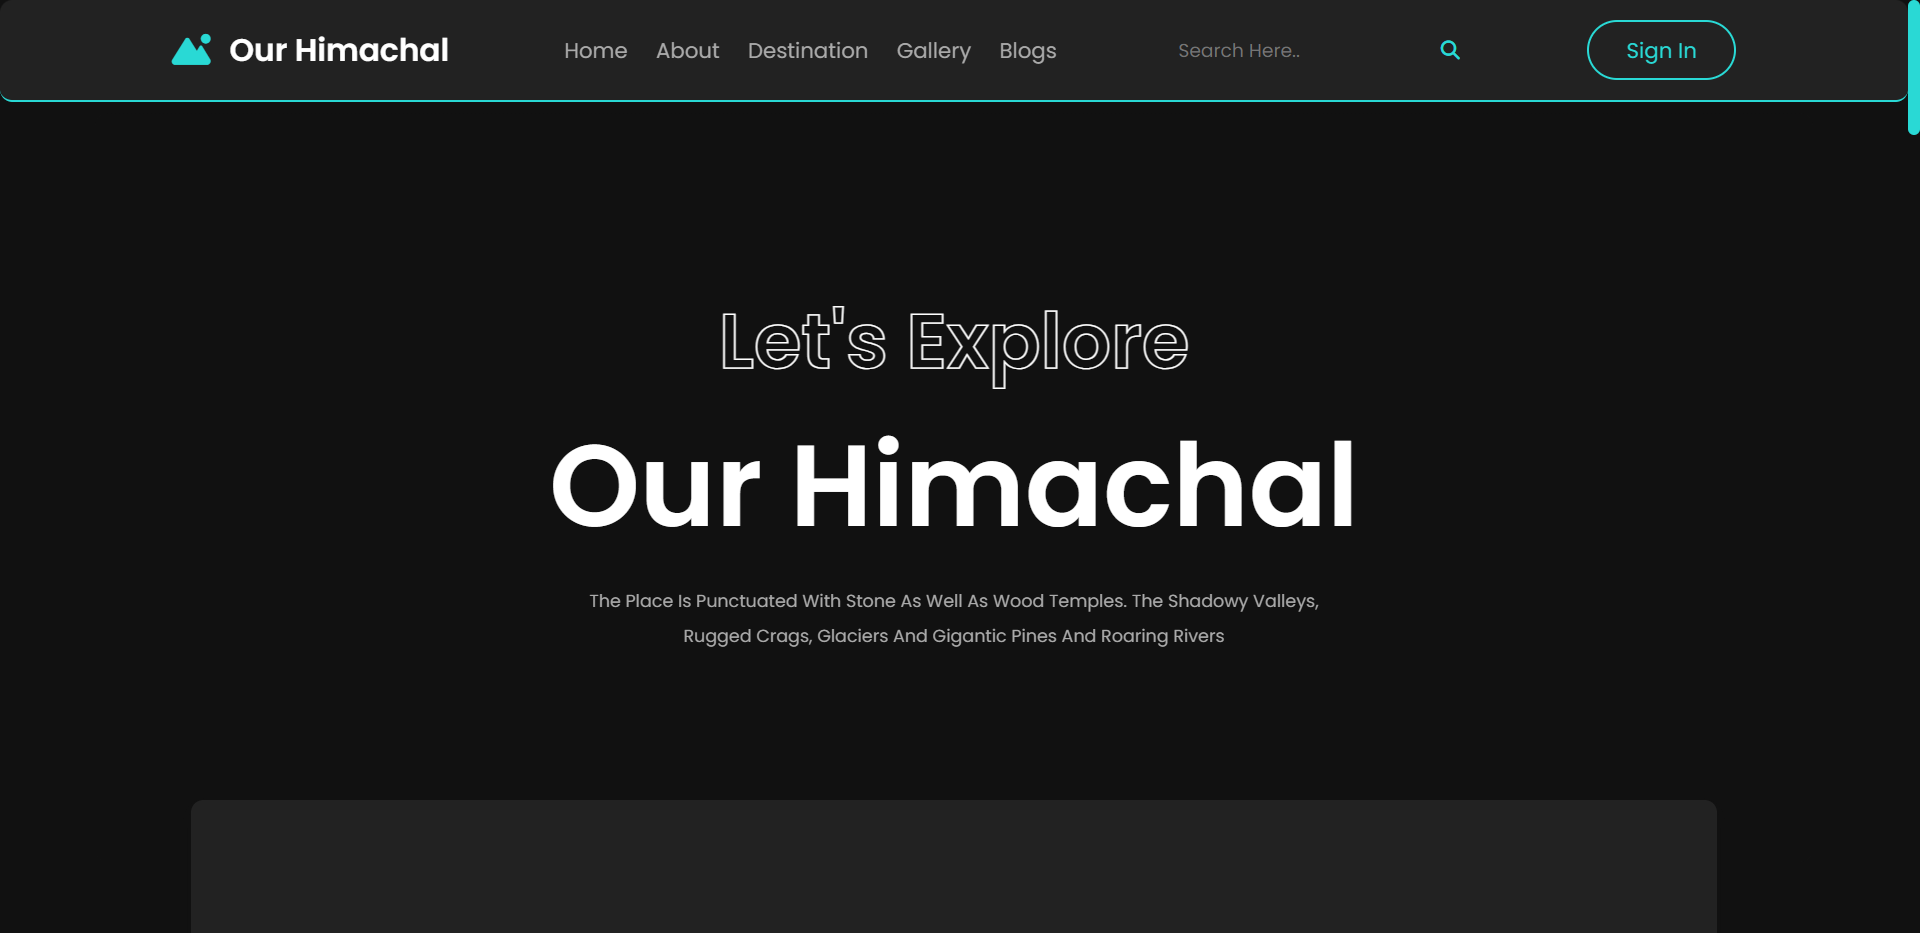 Our Himachal
Home About Destination Gallery Blogs
Search Here..
Sign In
Let's Explore
Our Himachal
The Place Is Punctuated With Stone As Well As Wood Temples. The Shadowy Valleys,
Rugged Crags, Glaciers And Gigantic Pines And Roaring Rivers